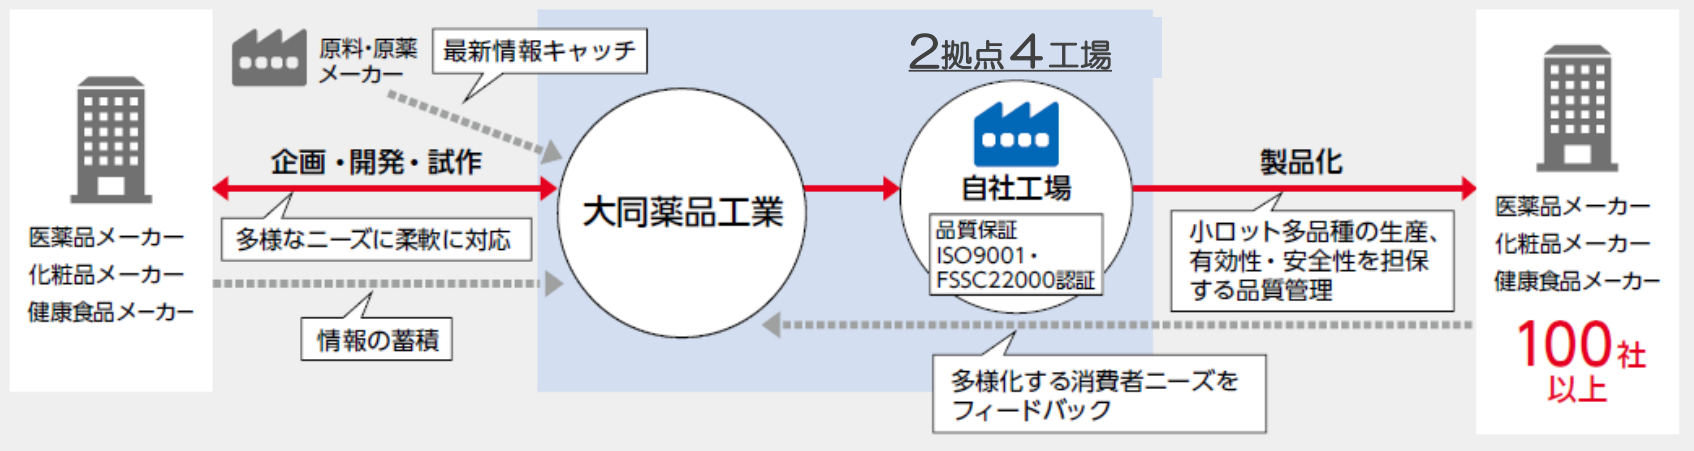 医薬品メーカー
化粧品メーカー
健康食品メーカー
原料・原薬
メーカー
最新情報キャッチ
企画・開発・試作
多様なニーズに柔軟に対応
情報の蓄積
大同薬品工業
2拠点4工場
自社工場
品質保証
ISO9001・
FSSC22000認証
製品化
小ロット多品種の生産、
有効性・安全性を担保
する品質管理
多様化する消費者ニーズを
フィードバック
医薬品メーカー
化粧品メーカー
健康食品メーカー
100社
以上